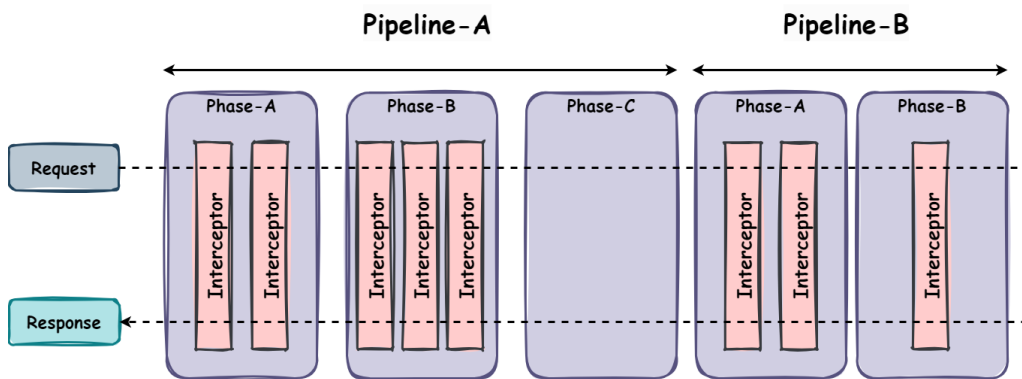 Pipeline-A
Pipeline-B
Phase-A
Phase-B
Phase-C
Phase-A
Phase-B
Request
Interceptor
Interceptor
Interceptor
Interceptor
Interceptor
Interceptor
Interceptor
Interceptor
Response